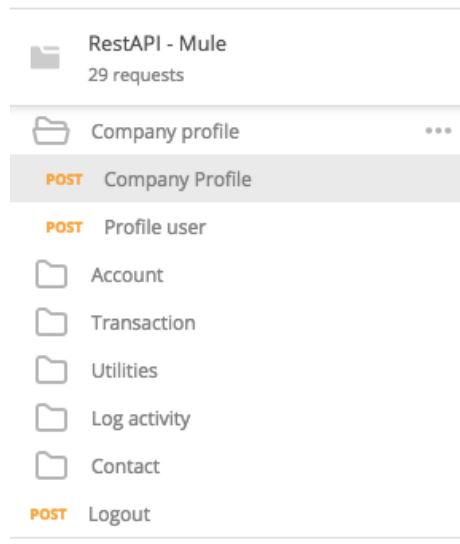 RestAPI - Mule
29 requests
Company profile
POST Company Profile
POST Profile user
Account
Transaction
Utilities
Log activity
Contact
POST Logout